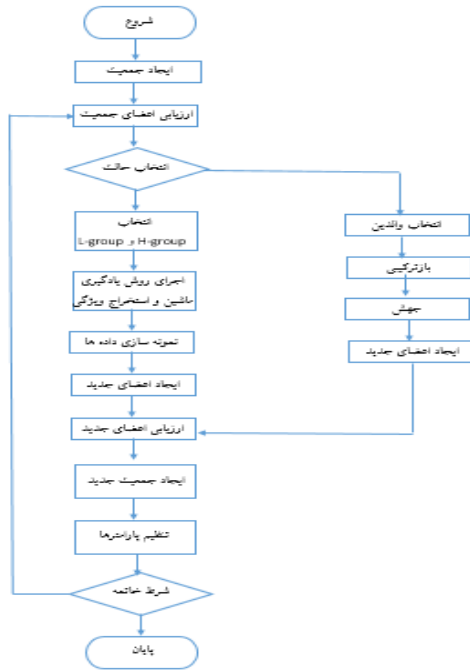 شروع
ایجاد جمعیت
ارزیابی اعضای جمعیت
انتخاب حالت
انتخاب
L-group و H-group
اجرای روش یادگیری
ماشین و استخراج ویژگی
نمونه سازی داده ها
ایجاد اعضای جدید
ارزیابی اعضای جدید
ایجاد جمعیت جدید
تنظیم پارامترها
شرط خاتمه
پایان
انتخاب والدین
بازترکیبی
جهش
ایجاد اعضای جدید